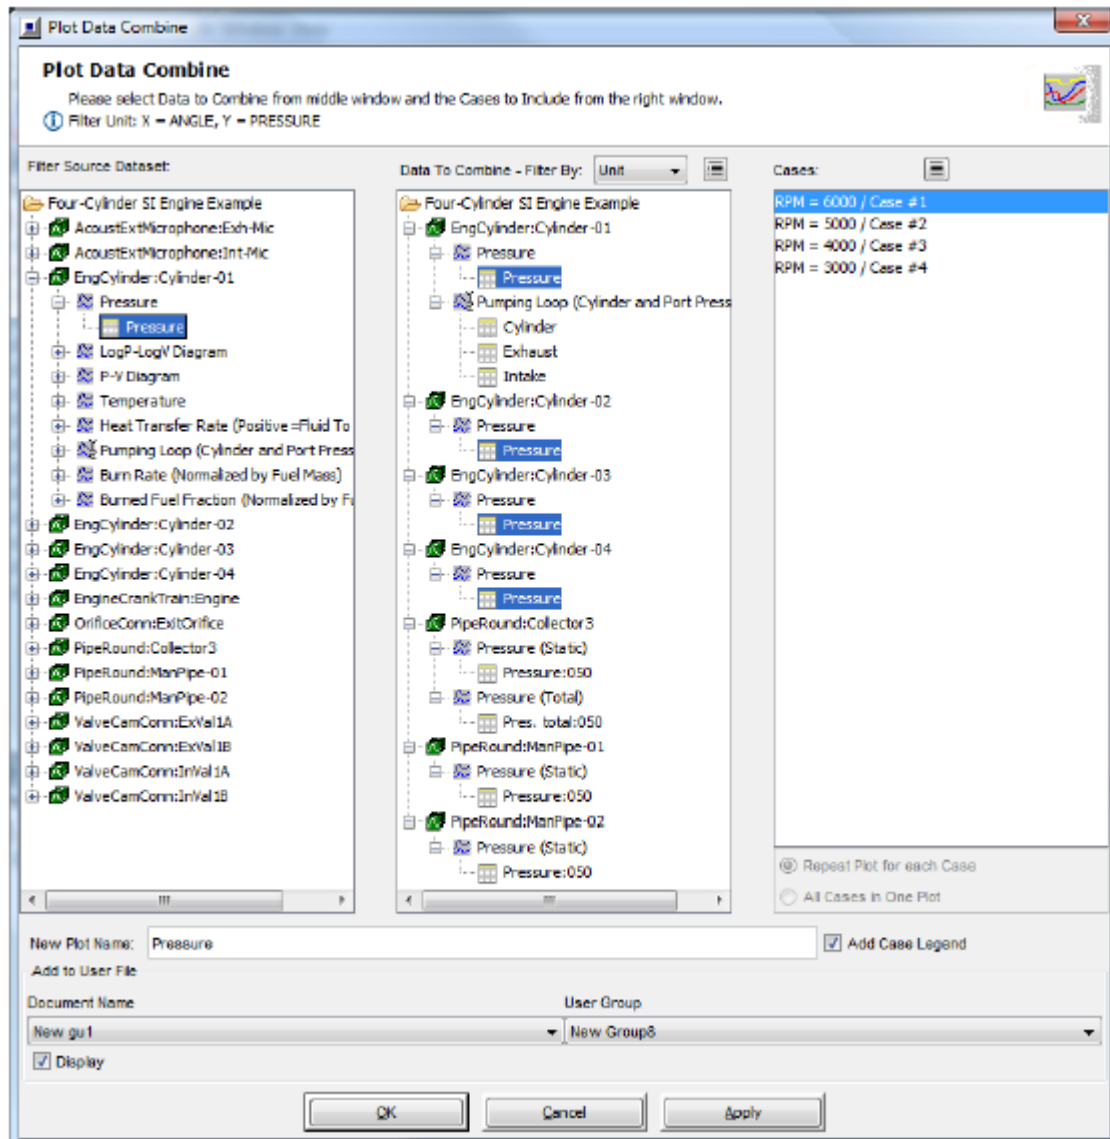 Plot Data Combine
Plot Data Combine
Please select Data to Combine from middle window and the Cases to Include from the right window.
Filter Unit: X = ANGLE, Y = PRESSURE
Filter Source Dataset:
Four-Cylinder SI Engine Example
AcoustExtMicrophone:Exh-Mic
AcoustExtMicrophone:Int-Mic
EngCylinder:Cylinder-01
Pressure
Pressure
LogP-LogV Diagram
P-V Diagram
Temperature
Heat Transfer Rate (Positive=Fluid To
Pumping Loop (Cylinder and Port Press
Burn Rate (Normalized by Fuel Mass)
Burned Fuel Fraction (Normalized by Fu
EngCylinder:Cylinder-02
EngCylinder:Cylinder-03
EngCylinder:Cylinder-04
EngineCrankTrain:Engine
OrificeConn:ExitOrifice
PipeRound:Collector3
PipeRound:ManPipe-01
PipeRound:ManPipe-02
ValveCamConn:ExVal1A
ValveCamConn:ExVal1B
ValveCamConn:InVal1A
ValveCamConn:InVal1B
Data To Combine - Filter By: Unit
Four-Cylinder SI Engine Example
EngCylinder:Cylinder-01
Pressure
Pressure
Pumping Loop (Cylinder and Port Press
Cylinder
Exhaust
Intake
EngCylinder:Cylinder-02
Pressure
Pressure
EngCylinder:Cylinder-03
Pressure
Pressure
EngCylinder:Cylinder-04
Pressure
Pressure
PipeRound:Collector3
Pressure (Static)
Pressure:050
Pressure (Total)
Pres. total:050
PipeRound:ManPipe-01
Pressure (Static)
Pressure:050
PipeRound:ManPipe-02
Pressure (Static)
Pressure:050
Cases:
RPM = 6000 / Case #1
RPM = 5000 / Case #2
RPM = 4000 / Case #3
RPM = 3000 / Case #4
Repeat Plot for each Case
All Cases in One Plot
New Plot Name: Pressure
Add Case Legend
Add to User File
Document Name
New gu1
User Group
New Group8
Display
OK
Cancel
Apply